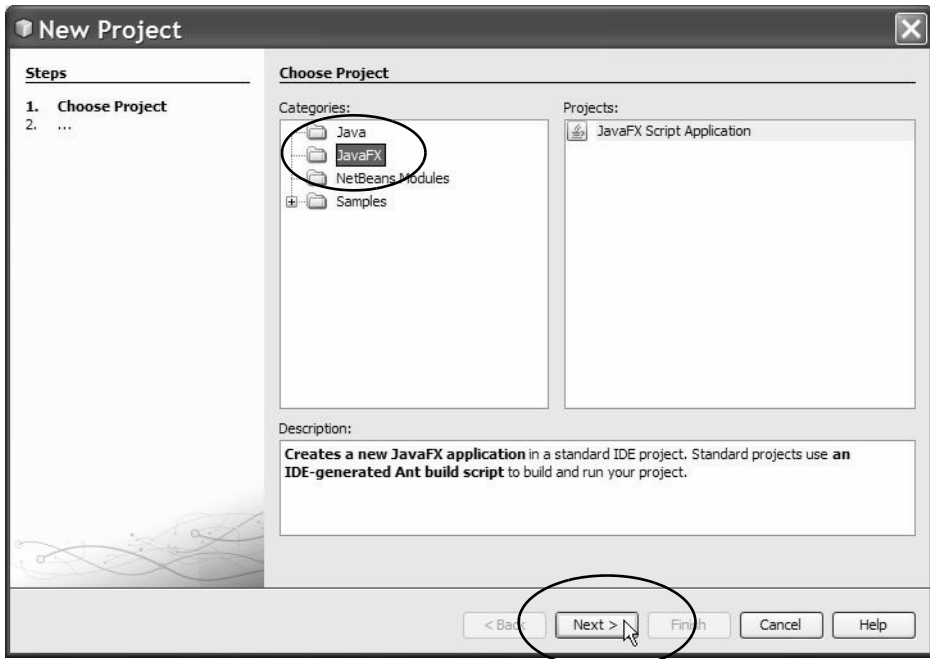 New Project
Steps
1. Choose Project
2. ...
Choose Project
Categories:
Java
JavaFX
NetBeans Modules
Samples
Projects:
JavaFX Script Application
Description:
Creates a new JavaFX application in a standard IDE project. Standard projects use an
IDE-generated Ant build script to build and run your project.
< Back
Next >
Finish
Cancel
Help